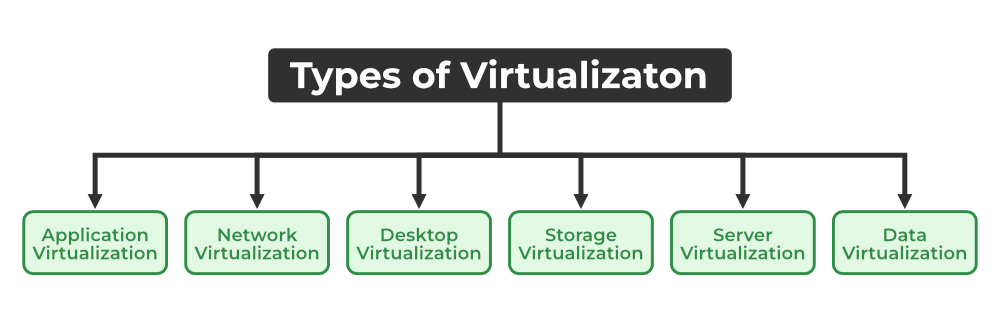 Types of Virtualizaton
Application
Virtualization
Network
Virtualization
Desktop
Virtualization
Storage
Virtualization
Server
Virtualization
Data
Virtualization